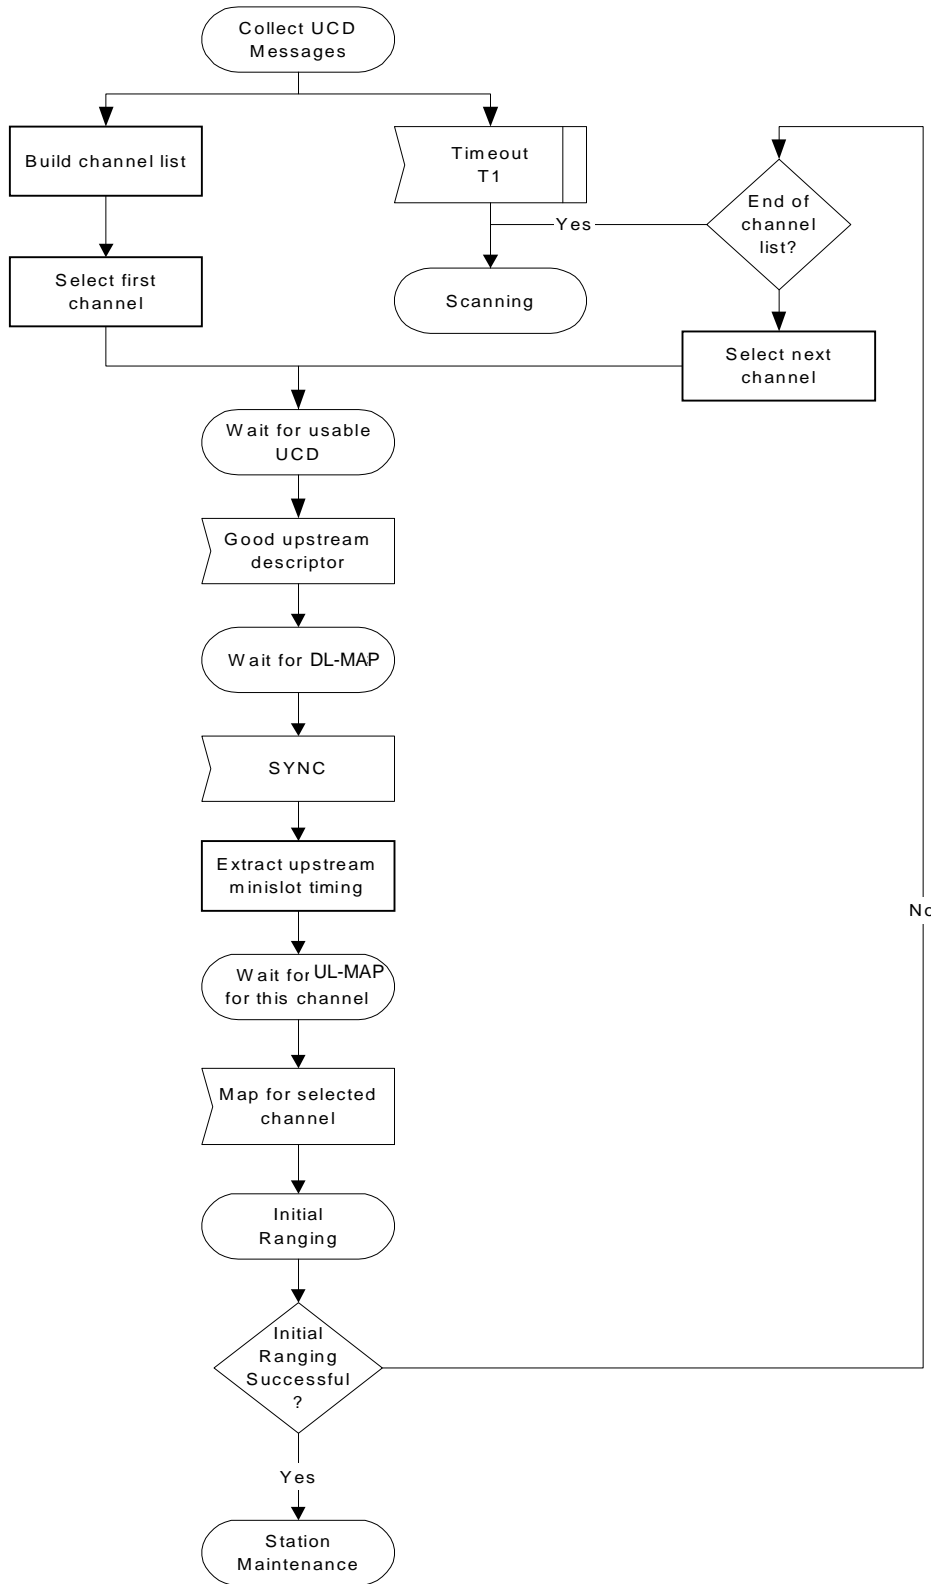 Collect UCD
Messages
Build channel list
Timeout
T1
End of
channel
list?
Yes
Select first
channel
Scanning
Select next
channel
Wait for usable
UCD
Good upstream
descriptor
Wait for DL-MAP
SYNC
Extract upstream
minislot timing
No
Wait for UL-MAP
for this channel
Map for selected
channel
Initial
Ranging
Initial
Ranging
Successful
?
Yes
Station
Maintenance